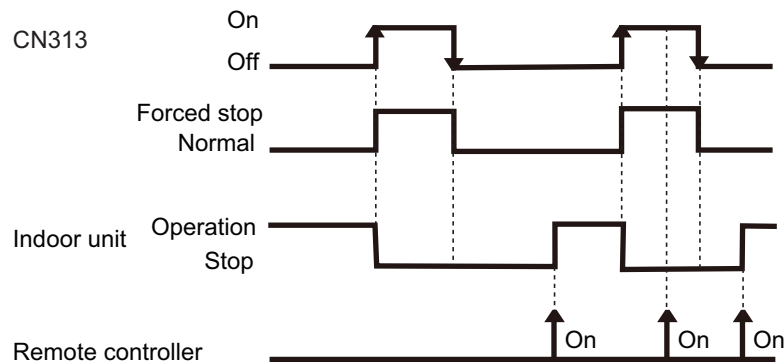 On
CN313
Off
Forced stop
Normal
Operation
Indoor unit
Stop
On On On
Remote controller